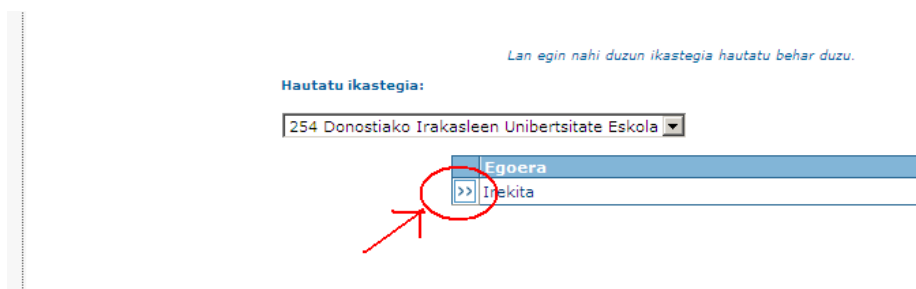 Lan egin nahi duzun ikastegia hautatu behar duzu.
Hautatu ikastegia:
254 Donostiako Irakasleen Unibertsitate Eskola
Egoera
>> Irekita